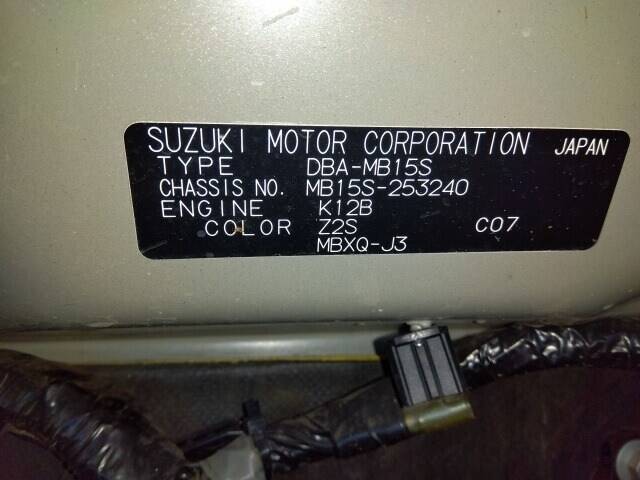 SUZUKI MOTOR CORPORATION JAPAN
TYPE DBA-MB15S
CHASSIS NO. MB15S-253240
ENGINE K12B
COLOR Z2S C07
MBXQ-J3